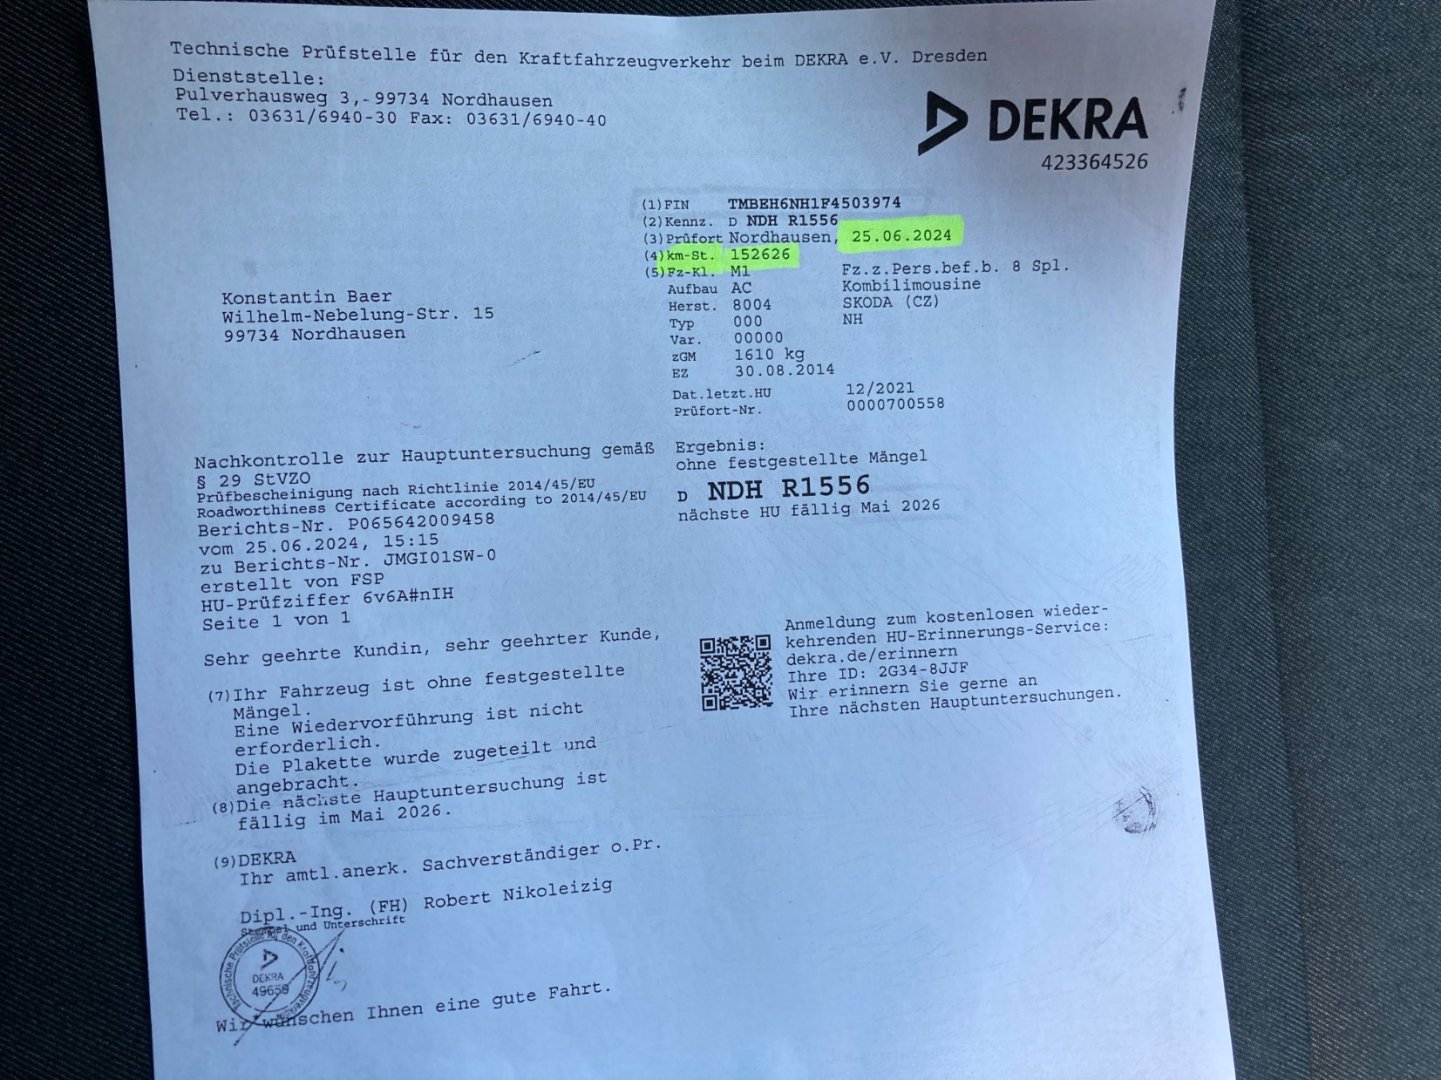 Technische Prüfstelle für den Kraftfahrzeugverkehr beim DEKRA e.V. Dresden
Dienststelle:
Pulverhausweg 3, 99734 Nordhausen
Tel.: 03631/6940-30 Fax: 03631/6940-40
DEKRA
423364526
(1)FIN TMBEH6NH1F4503974
(2)Kennz. D NDH R1556
(3)Prüfort Nordhausen, 25.06.2024
(4)km-St. 152626
(5)Fz-Kl. M1 Fz.z.Pers.bef.b. 8 Spl.
Aufbau AC Kombilimousine
Herst. 8004 SKODA (CZ)
Typ 000 NH
Var. 00000
zGM 1610 kg
EZ 30.08.2014
Dat.letzt.HU 12/2021
Prüfort-Nr. 0000700558
Konstantin Baer
Wilhelm-Nebelung-Str. 15
99734 Nordhausen
Nachkontrolle zur Hauptuntersuchung gemäß
§ 29 StVZO
Prüfbescheinigung nach Richtlinie 2014/45/EU
Roadworthiness Certificate according to 2014/45/EU
Berichts-Nr. P065642009458
vom 25.06.2024, 15:15
zu Berichts-Nr. JMGI01SW-0
erstellt von FSP
HU-Prüfziffer 6v6A#nIH
Seite 1 von 1
Ergebnis:
ohne festgestellte Mängel
D NDH R1556
nächste HU fällig Mai 2026
Sehr geehrte Kundin, sehr geehrter Kunde,
(7)Ihr Fahrzeug ist ohne festgestellte
Mängel.
Eine Wiedervorführung ist nicht
erforderlich.
Die Plakette wurde zugeteilt und
angebracht.
(8)Die nächste Hauptuntersuchung ist
fällig im Mai 2026.
Anmeldung zum kostenlosen wieder-
kehrenden HU-Erinnerungs-Service:
dekra.de/erinnern
Ihre ID: 2G34-8JJF
Wir erinnern Sie gerne an
Ihre nächsten Hauptuntersuchungen.
(9)DEKRA
Ihr amtl.anerk. Sachverständiger o.Pr.
Dipl.-Ing. (FH) Robert Nikoleizig
Stempel und Unterschrift
Technische Prüfstelle für den Kraftfahrzeugverkehr
DEKRA
49659
Wir wünschen Ihnen eine gute Fahrt.